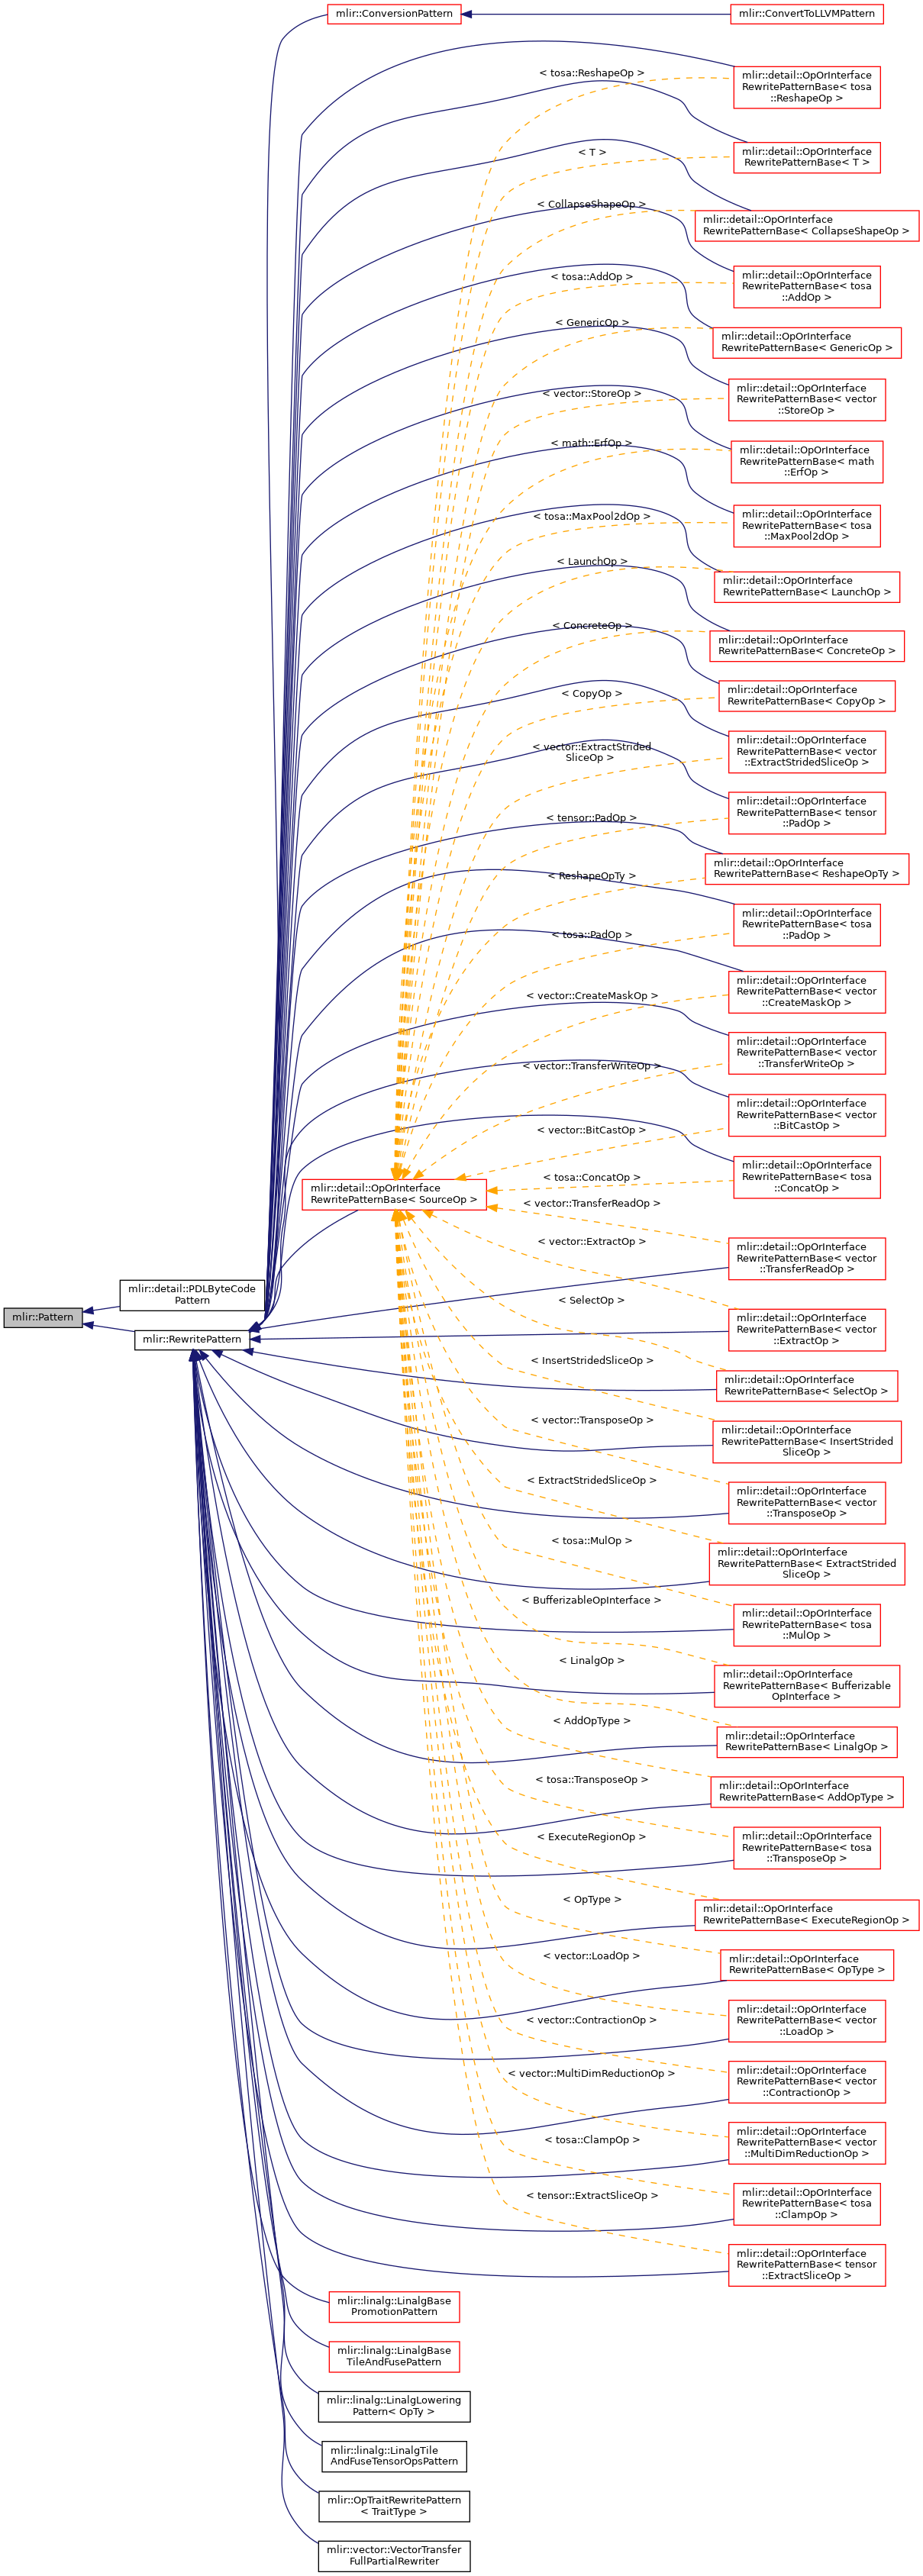 mlir::ConversionPattern
mlir::ConvertToLLVMPattern
< tosa::ReshapeOp >
mlir::detail::OpOrInterface
RewritePatternBase< tosa
::ReshapeOp >
< T >
mlir::detail::OpOrInterface
RewritePatternBase< T >
< CollapseShapeOp >
mlir::detail::OpOrInterface
RewritePatternBase< CollapseShapeOp >
< tosa::AddOp >
mlir::detail::OpOrInterface
RewritePatternBase< tosa
::AddOp >
< GenericOp >
mlir::detail::OpOrInterface
RewritePatternBase< GenericOp >
< vector::StoreOp >
mlir::detail::OpOrInterface
RewritePatternBase< vector
::StoreOp >
< math::ErfOp >
mlir::detail::OpOrInterface
RewritePatternBase< math
::ErfOp >
< tosa::MaxPool2dOp >
mlir::detail::OpOrInterface
RewritePatternBase< tosa
::MaxPool2dOp >
< LaunchOp >
mlir::detail::OpOrInterface
RewritePatternBase< LaunchOp >
< ConcreteOp >
mlir::detail::OpOrInterface
RewritePatternBase< ConcreteOp >
< CopyOp >
mlir::detail::OpOrInterface
RewritePatternBase< CopyOp >
< vector::ExtractStrided
SliceOp >
mlir::detail::OpOrInterface
RewritePatternBase< vector
::ExtractStridedSliceOp >
< tensor::PadOp >
mlir::detail::OpOrInterface
RewritePatternBase< tensor
::PadOp >
< ReshapeOpTy >
mlir::detail::OpOrInterface
RewritePatternBase< ReshapeOpTy >
< tosa::PadOp >
mlir::detail::OpOrInterface
RewritePatternBase< tosa
::PadOp >
< vector::CreateMaskOp >
mlir::detail::OpOrInterface
RewritePatternBase< vector
::CreateMaskOp >
< vector::TransferWriteOp >
mlir::detail::OpOrInterface
RewritePatternBase< vector
::TransferWriteOp >
< vector::BitCastOp >
mlir::detail::OpOrInterface
RewritePatternBase< vector
::BitCastOp >
< tosa::ConcatOp >
mlir::detail::OpOrInterface
RewritePatternBase< tosa
::ConcatOp >
mlir::detail::OpOrInterface
RewritePatternBase< SourceOp >
< vector::TransferReadOp >
mlir::detail::OpOrInterface
RewritePatternBase< vector
::TransferReadOp >
mlir::detail::PDLByteCode
Pattern
mlir::Pattern
mlir::RewritePattern
< vector::ExtractOp >
mlir::detail::OpOrInterface
RewritePatternBase< vector
::ExtractOp >
< SelectOp >
mlir::detail::OpOrInterface
RewritePatternBase< SelectOp >
< InsertStridedSliceOp >
mlir::detail::OpOrInterface
RewritePatternBase< InsertStrided
SliceOp >
< vector::TransposeOp >
mlir::detail::OpOrInterface
RewritePatternBase< vector
::TransposeOp >
< ExtractStridedSliceOp >
mlir::detail::OpOrInterface
RewritePatternBase< ExtractStrided
SliceOp >
< tosa::MulOp >
mlir::detail::OpOrInterface
RewritePatternBase< tosa
::MulOp >
< BufferizableOpInterface >
mlir::detail::OpOrInterface
RewritePatternBase< Bufferizable
OpInterface >
< LinalgOp >
mlir::detail::OpOrInterface
RewritePatternBase< LinalgOp >
< AddOpType >
mlir::detail::OpOrInterface
RewritePatternBase< AddOpType >
< tosa::TransposeOp >
mlir::detail::OpOrInterface
RewritePatternBase< tosa
::TransposeOp >
< ExecuteRegionOp >
mlir::detail::OpOrInterface
RewritePatternBase< ExecuteRegionOp >
< OpType >
mlir::detail::OpOrInterface
RewritePatternBase< OpType >
< vector::LoadOp >
mlir::detail::OpOrInterface
RewritePatternBase< vector
::LoadOp >
< vector::ContractionOp >
mlir::detail::OpOrInterface
RewritePatternBase< vector
::ContractionOp >
< vector::MultiDimReductionOp >
mlir::detail::OpOrInterface
RewritePatternBase< vector
::MultiDimReductionOp >
< tosa::ClampOp >
mlir::detail::OpOrInterface
RewritePatternBase< tosa
::ClampOp >
< tensor::ExtractSliceOp >
mlir::detail::OpOrInterface
RewritePatternBase< tensor
::ExtractSliceOp >
mlir::linalg::LinalgBase
PromotionPattern
mlir::linalg::LinalgBase
TileAndFusePattern
mlir::linalg::LinalgLowering
Pattern< OpTy >
mlir::linalg::LinalgTile
AndFuseTensorOpsPattern
mlir::OpTraitRewritePattern
< TraitType >
mlir::vector::VectorTransfer
FullPartialRewriter